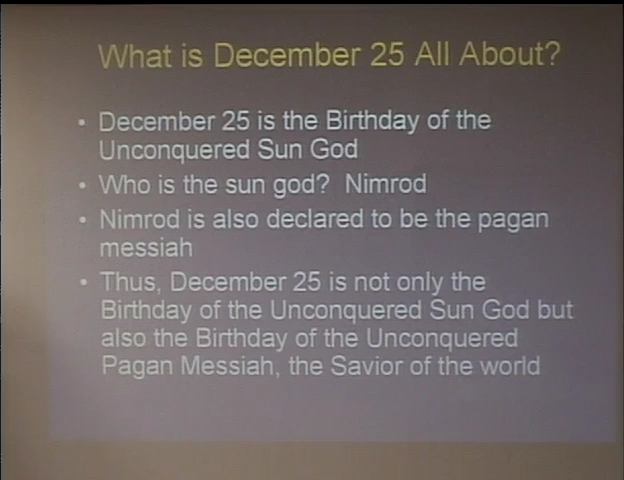 What is December 25 All About?
• December 25 is the Birthday of the
Unconquered Sun God
• Who is the sun god? Nimrod
• Nimrod is also declared to be the pagan
messiah
• Thus, December 25 is not only the
Birthday of the Unconquered Sun God but
also the Birthday of the Unconquered
Pagan Messiah, the Savior of the world